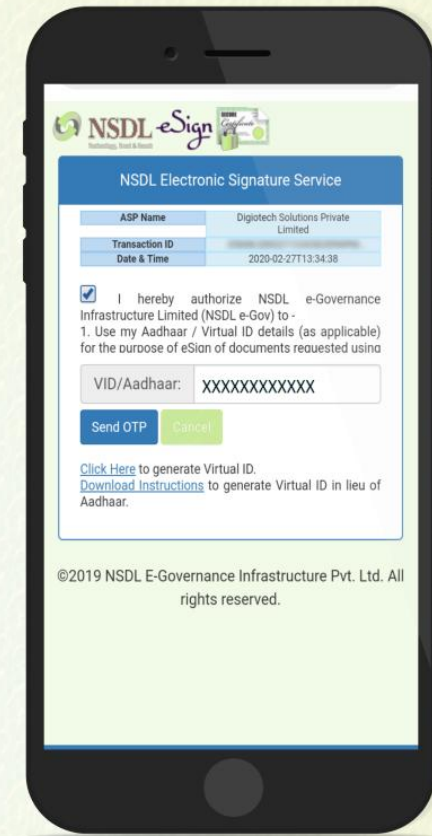 NSDL eSign
Technology, Trust & Reach
NSDL Electronic Signature Service
ASP Name Digiotech Solutions Private Limited
Transaction ID
Date & Time 2020-02-27T13:34:38
I hereby authorize NSDL e-Governance
Infrastructure Limited (NSDL e-Gov) to -
1. Use my Aadhaar / Virtual ID details (as applicable)
for the purpose of eSign of documents requested using
VID/Aadhaar: XXXXXXXXXXXX
Send OTP Cancel
Click Here to generate Virtual ID.
Download Instructions to generate Virtual ID in lieu of
Aadhaar.
©2019 NSDL E-Governance Infrastructure Pvt. Ltd. All
rights reserved.